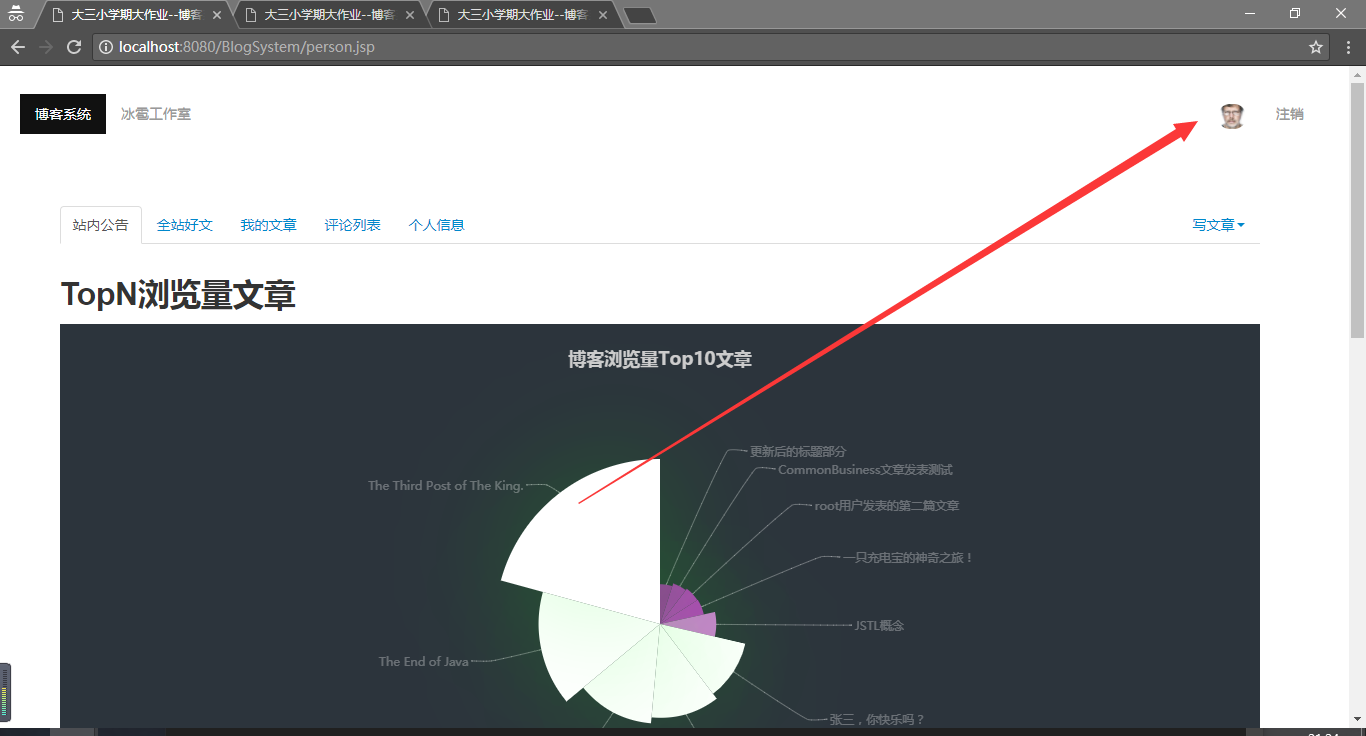 大三小学期大作业--博客 大三小学期大作业--博客 大三小学期大作业--博客
localhost:8080/BlogSystem/person.jsp
博客系统 冰雹工作室 注销
站内公告 全站好文 我的文章 评论列表 个人信息 写文章
TopN浏览量文章
博客浏览量Top10文章
更新后的标题部分
CommonBusiness文章发表测试
The Third Post of The King.
root用户发表的第二篇文章
一只充电宝的神奇之旅！
JSTL概念
The End of Java
张三，你快乐吗？